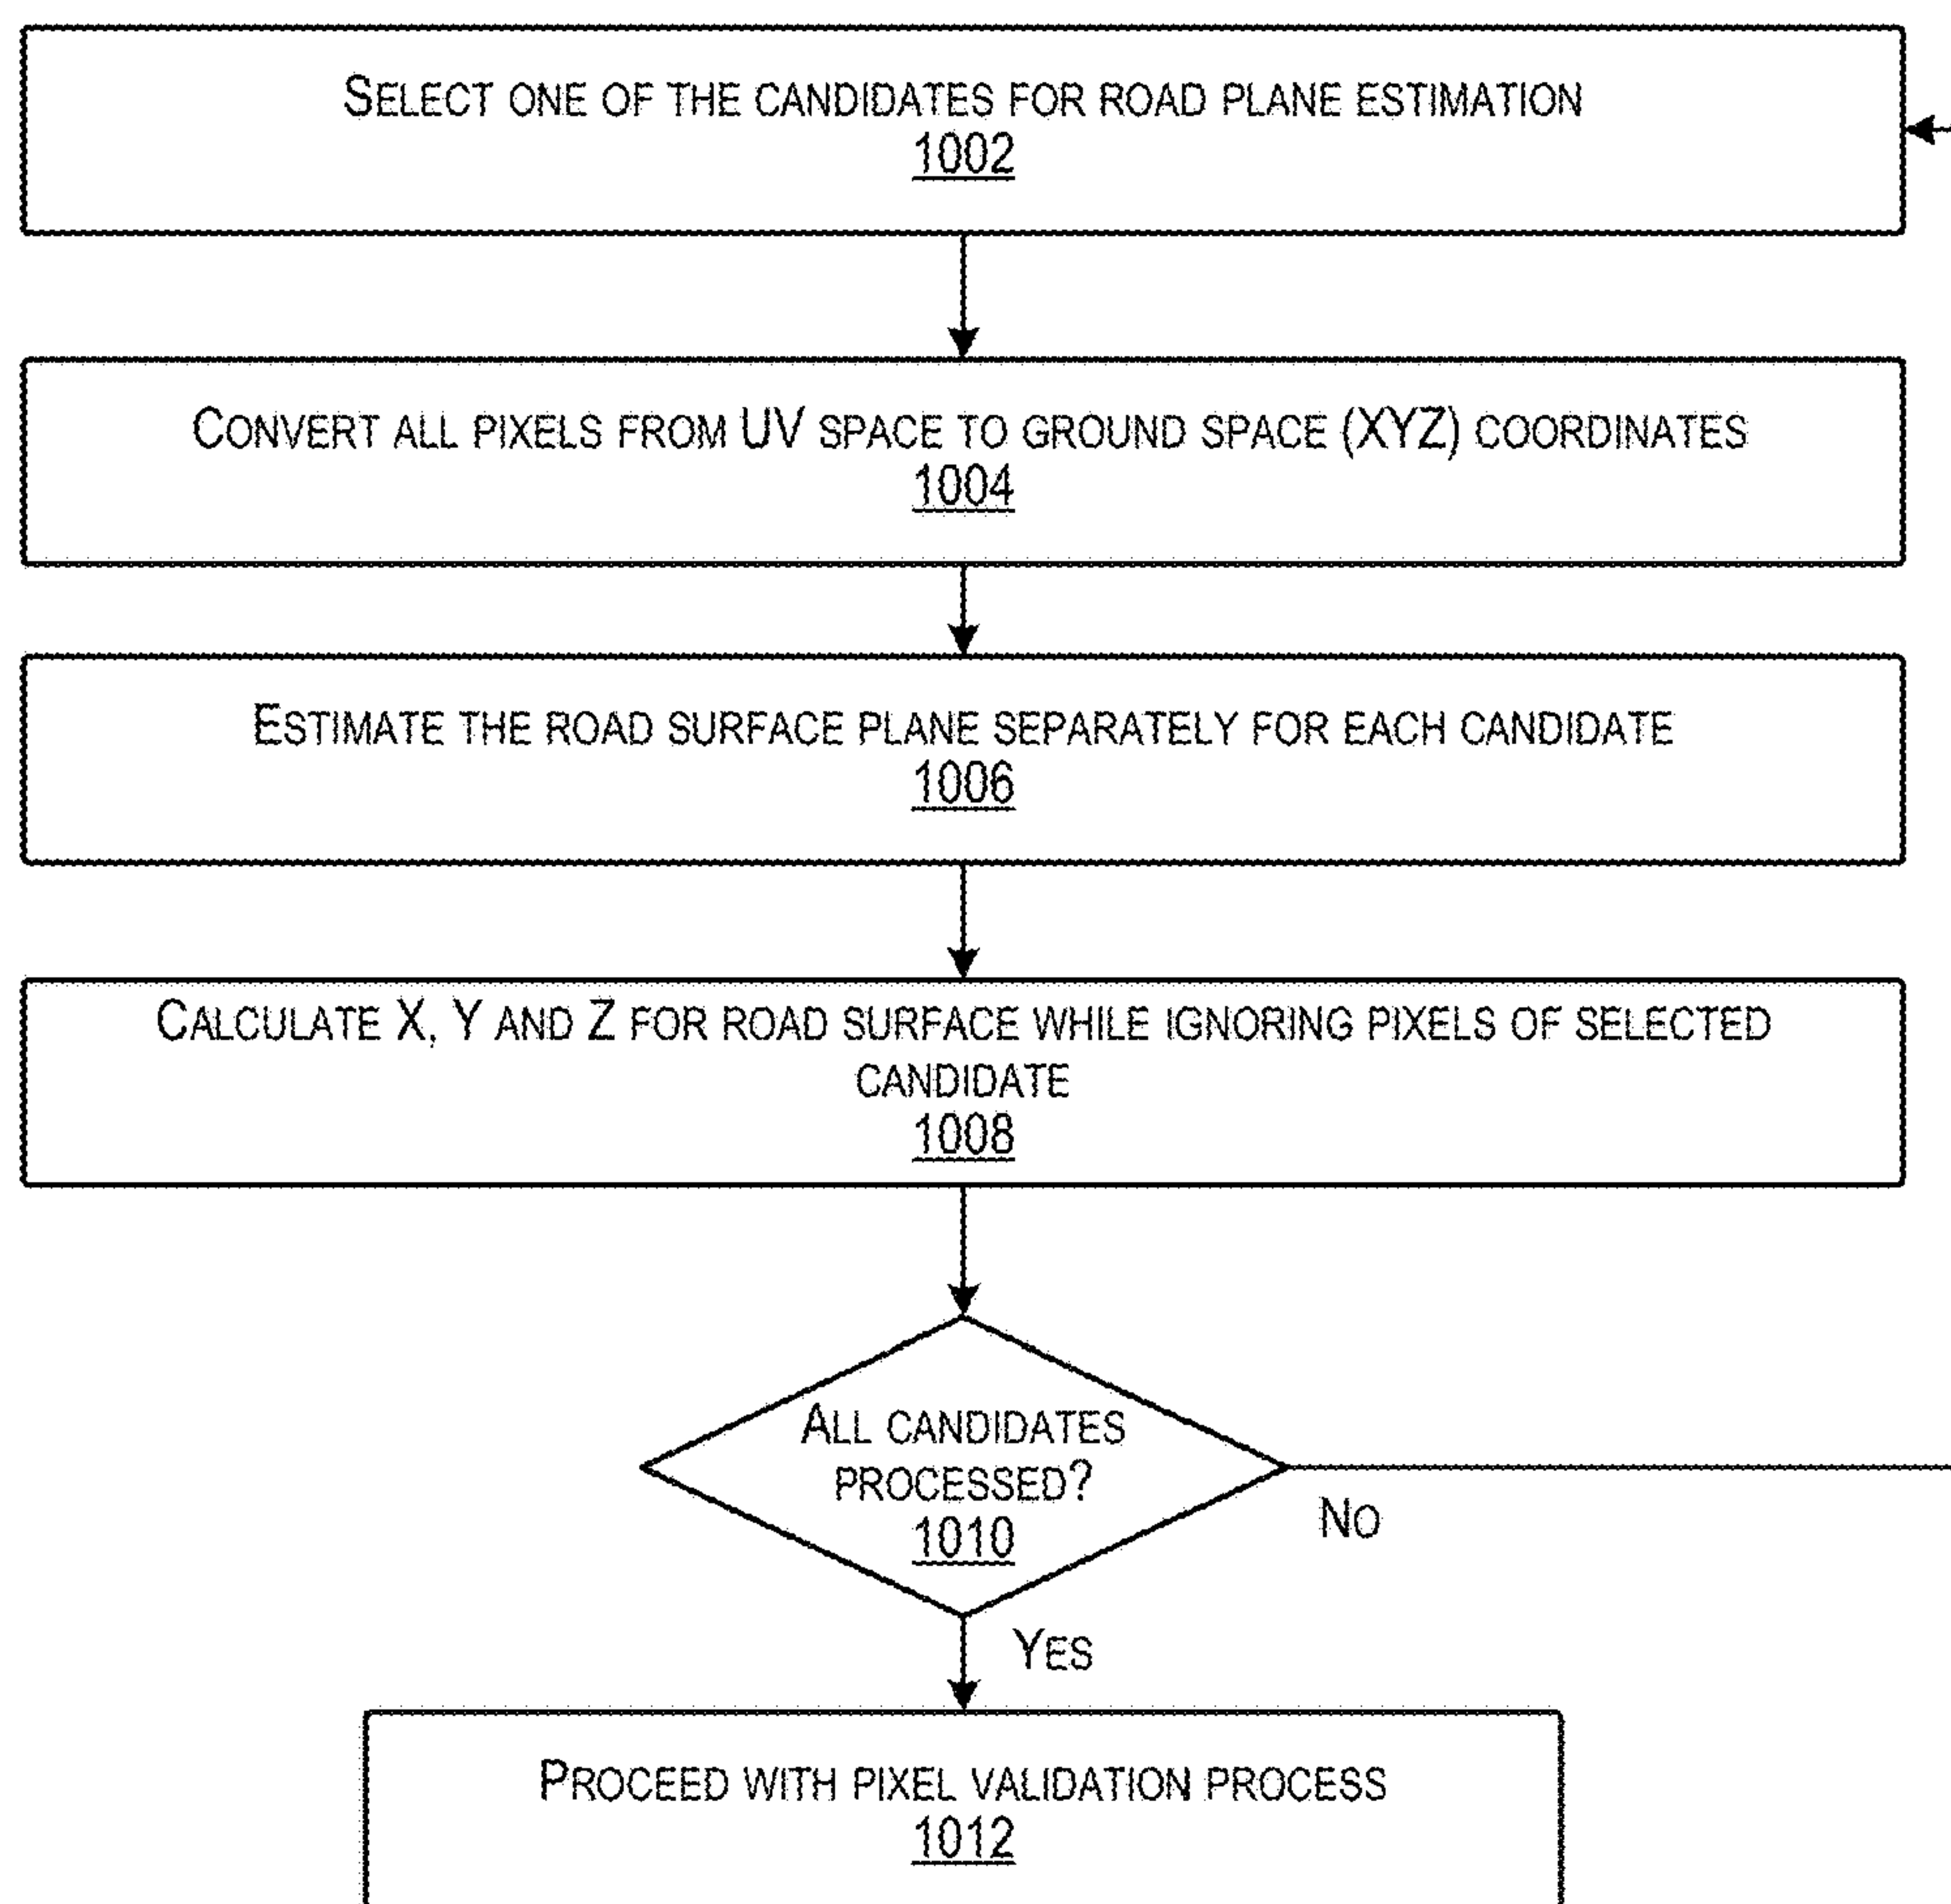 SELECT ONE OF THE CANDIDATES FOR ROAD PLANE ESTIMATION
1002
CONVERT ALL PIXELS FROM UV SPACE TO GROUND SPACE (XYZ) COORDINATES
1004
ESTIMATE THE ROAD SURFACE PLANE SEPARATELY FOR EACH CANDIDATE
1006
CALCULATE X, Y AND Z FOR ROAD SURFACE WHILE IGNORING PIXELS OF SELECTED
CANDIDATE
1008
ALL CANDIDATES
PROCESSED?
1010
NO
YES
PROCEED WITH PIXEL VALIDATION PROCESS
1012